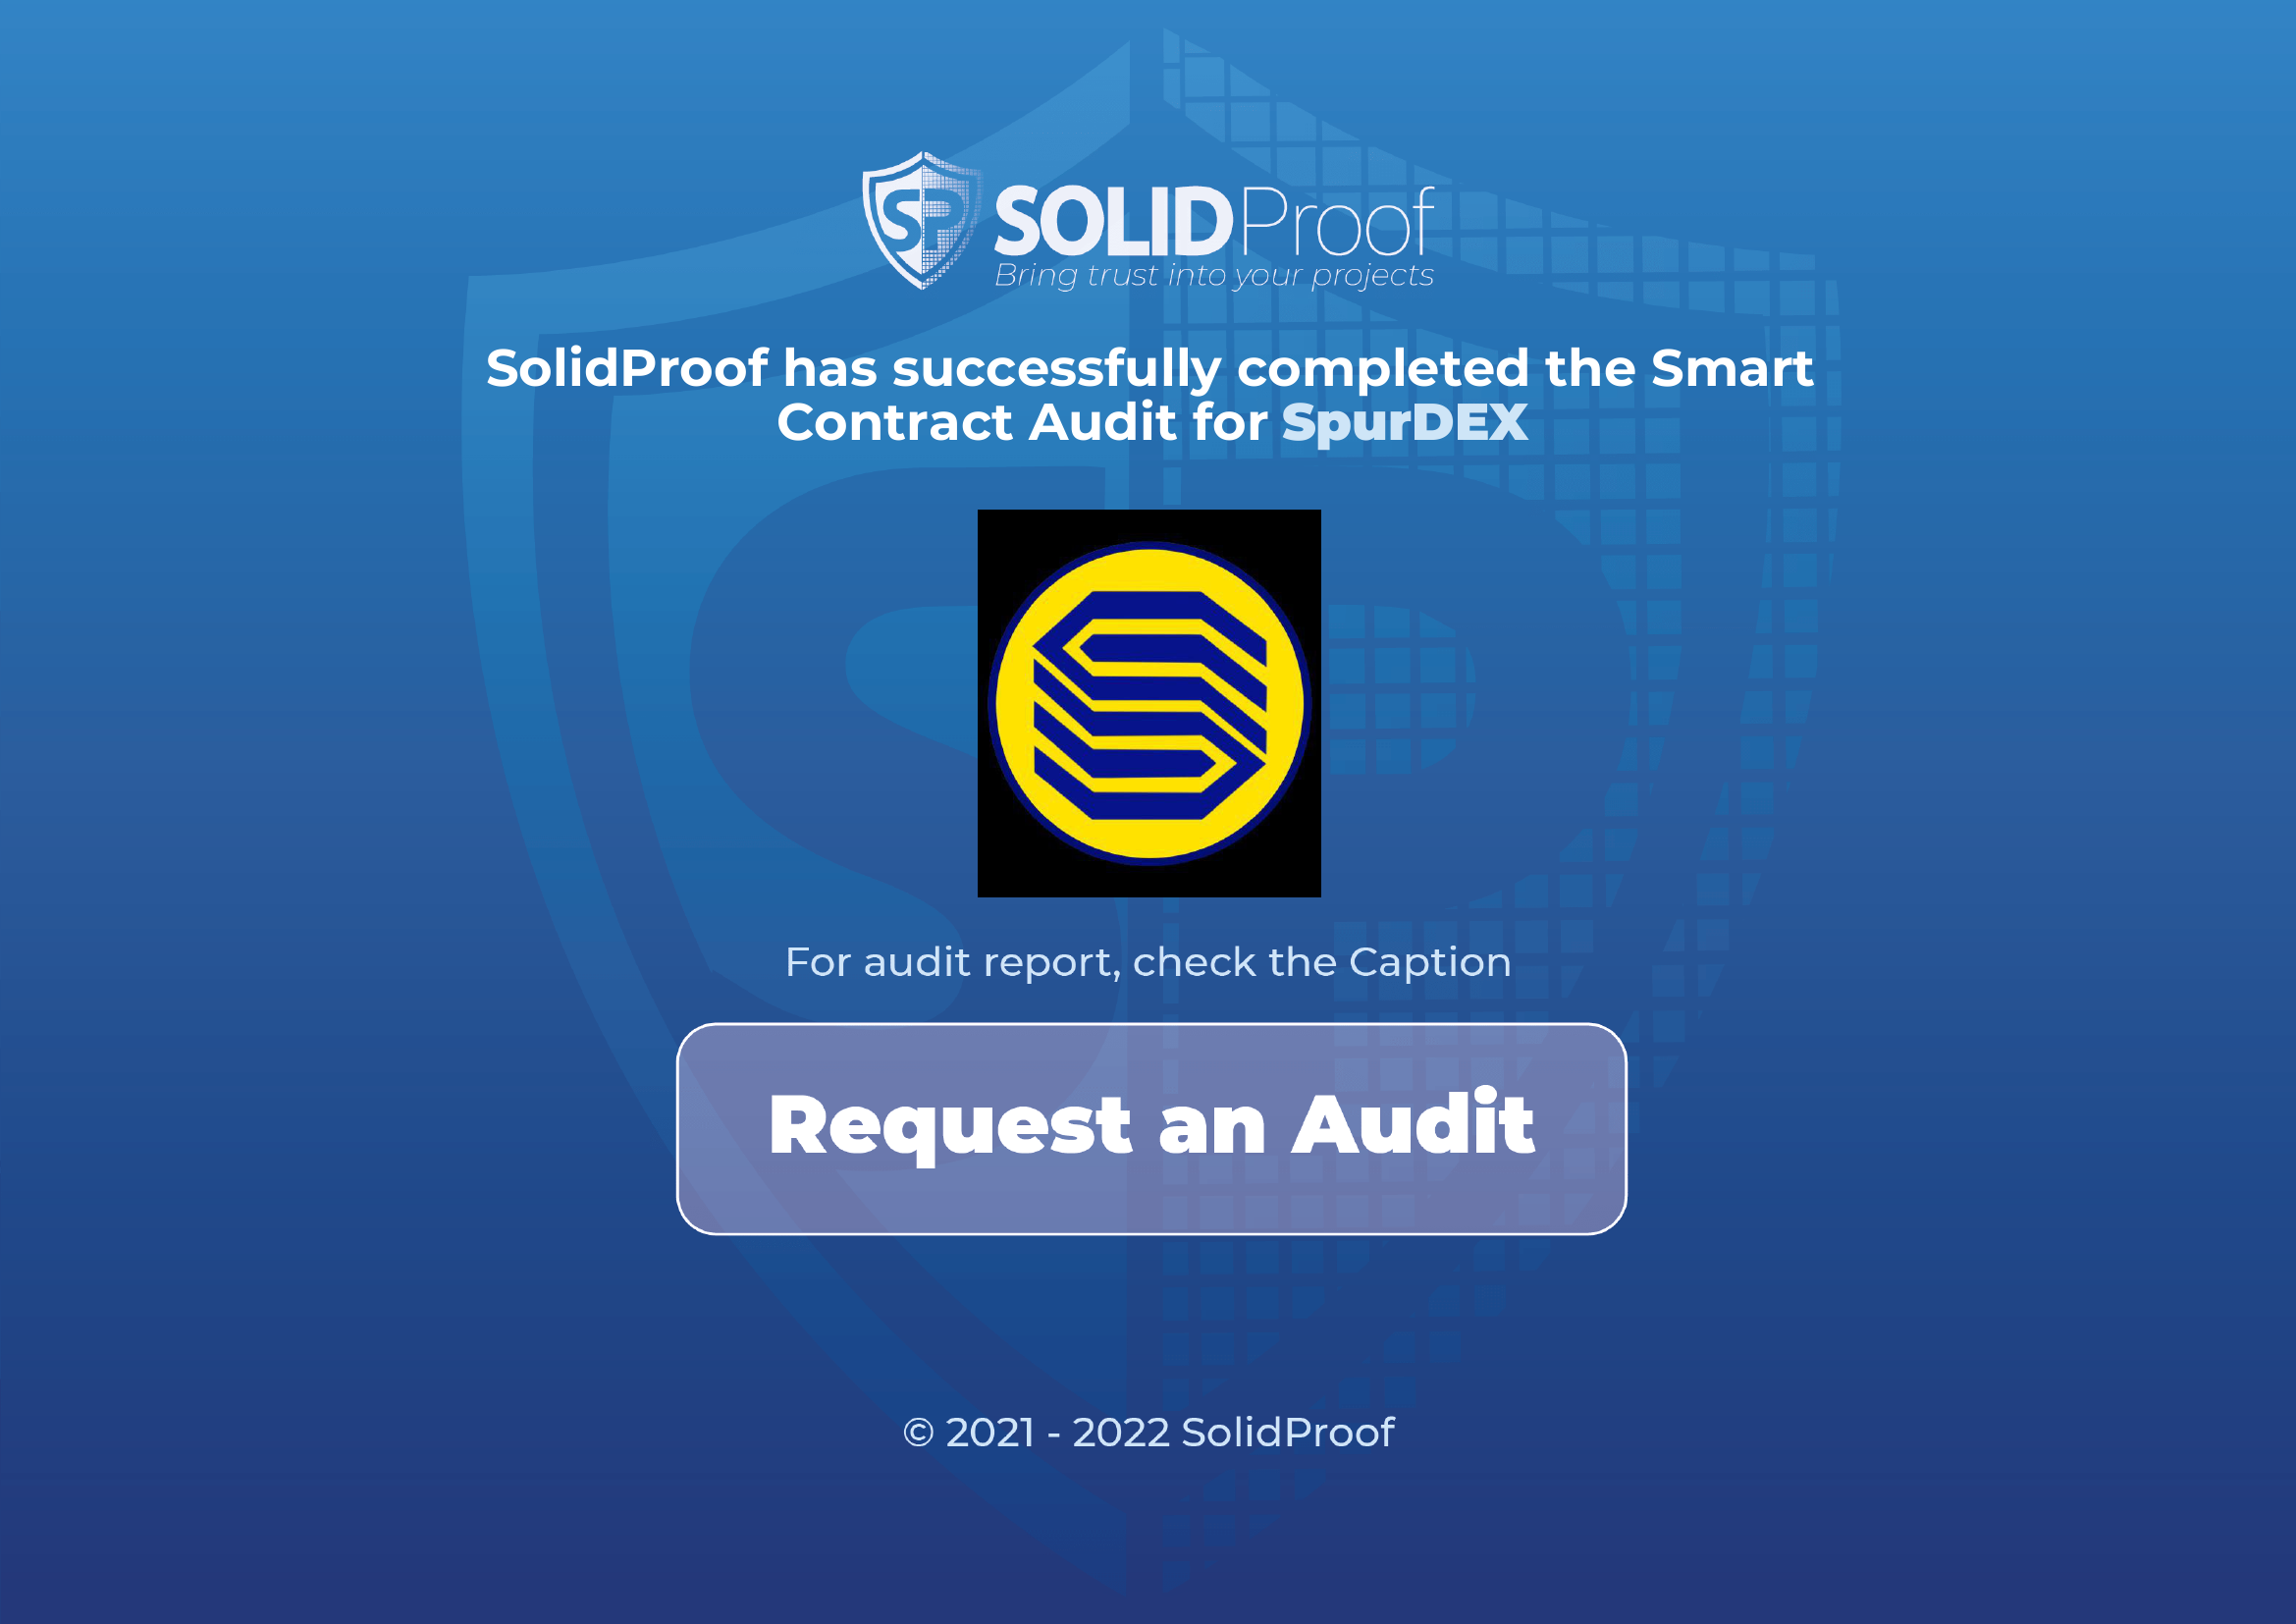 SP SOLIDProof
Bring trust into your projects
SolidProof has successfully completed the Smart
Contract Audit for SpurDEX
For audit report, check the Caption
Request an Audit
© 2021 - 2022 SolidProof